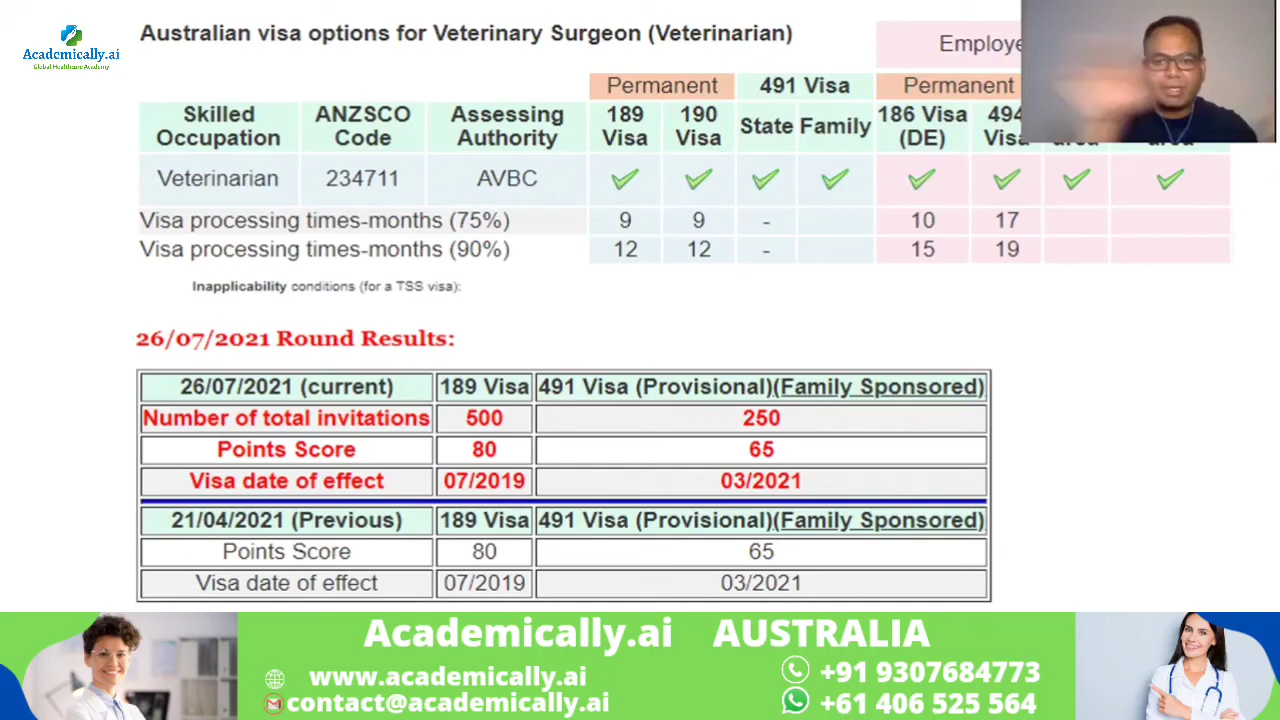 Academically.ai
Global Healthcare Academy
Australian visa options for Veterinary Surgeon (Veterinarian)
Permanent 491 Visa Permanent
Skilled Occupation ANZSCO Code Assessing Authority 189 Visa 190 Visa State Family 186 Visa (DE) 494 Visa
Veterinarian 234711 AVBC
Visa processing times-months (75%) 9 9 - 10 17
Visa processing times-months (90%) 12 12 - 15 19
Inapplicability conditions (for a TSS visa):
26/07/2021 Round Results:
26/07/2021 (current) 189 Visa 491 Visa (Provisional)(Family Sponsored)
Number of total invitations 500 250
Points Score 80 65
Visa date of effect 07/2019 03/2021
21/04/2021 (Previous) 189 Visa 491 Visa (Provisional)(Family Sponsored)
Points Score 80 65
Visa date of effect 07/2019 03/2021
Academically.ai AUSTRALIA
www.academically.ai +91 9307684773
contact@academically.ai +61 406 525 564